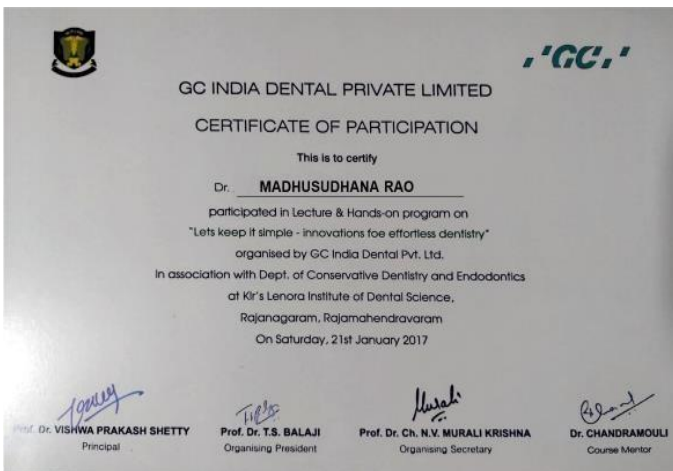 GC
GC INDIA DENTAL PRIVATE LIMITED
CERTIFICATE OF PARTICIPATION
This is to certify
Dr. MADHUSUDHANA RAO
participated in Lecture & Hands-on program on
"Lets keep it simple - innovations foe effortless dentistry"
organised by GC India Dental Pvt. Ltd.
In association with Dept. of Conservative Dentistry and Endodontics
at Kir's Lenora Institute of Dental Science,
Rajanagaram, Rajamahendravaram
On Saturday, 21st January 2017
Murali
Prof. Dr. VISHWA PRAKASH SHETTY
Prof. Dr. T.S. BALAJI
Prof. Dr. Ch. N.V. MURALI KRISHNA
Dr. CHANDRAMOULI
Principal
Organising President
Organising Secretary
Course Mentor